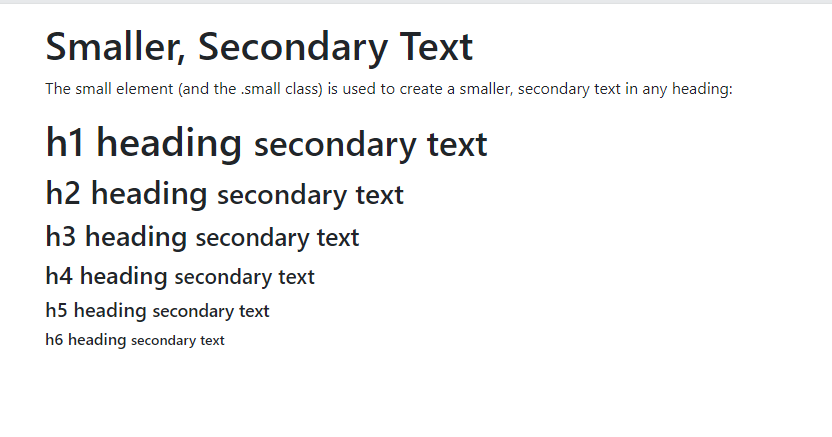 Smaller, Secondary Text
The small element (and the .small class) is used to create a smaller, secondary text in any heading:
h1 heading secondary text
h2 heading secondary text
h3 heading secondary text
h4 heading secondary text
h5 heading secondary text
h6 heading secondary text